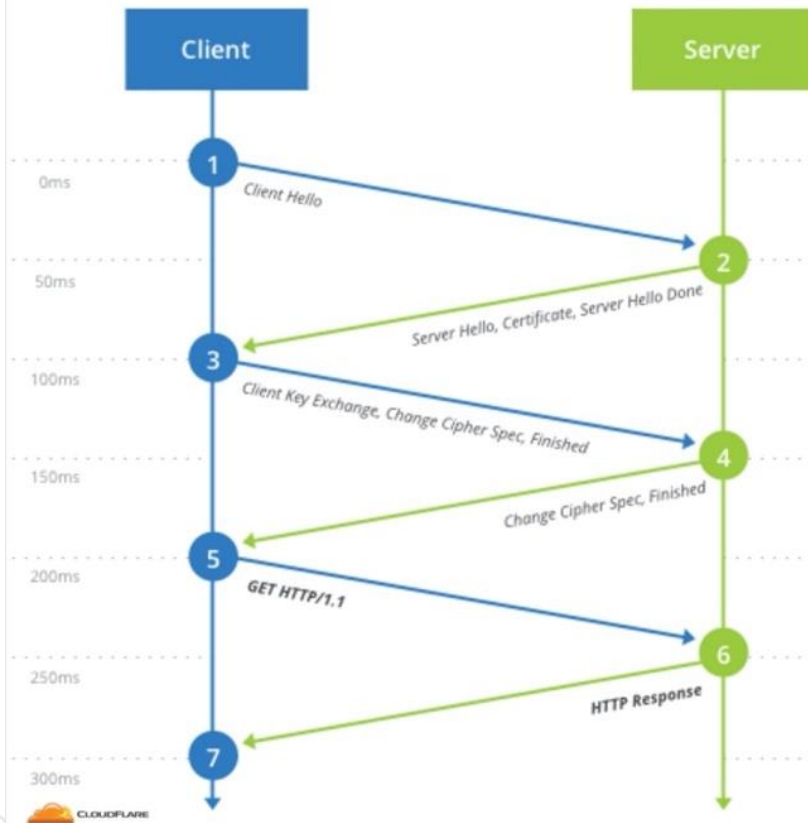 Client
Server
1
0ms
Client Hello
2
50ms
Server Hello, Certificate, Server Hello Done
3
100ms
Client Key Exchange, Change Cipher Spec, Finished
4
150ms
Change Cipher Spec, Finished
5
200ms
GET HTTP/1.1
6
250ms
HTTP Response
7
300ms
CLOUDFLARE